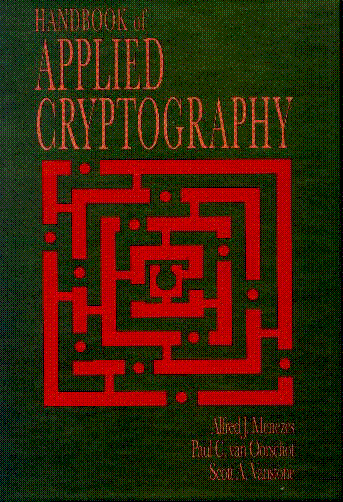 HANDBOOK of
APPLIED
CRYPTOGRAPHY
Alfred J. Menezes
Paul C. van Oorschot
Scott A. Vanstone